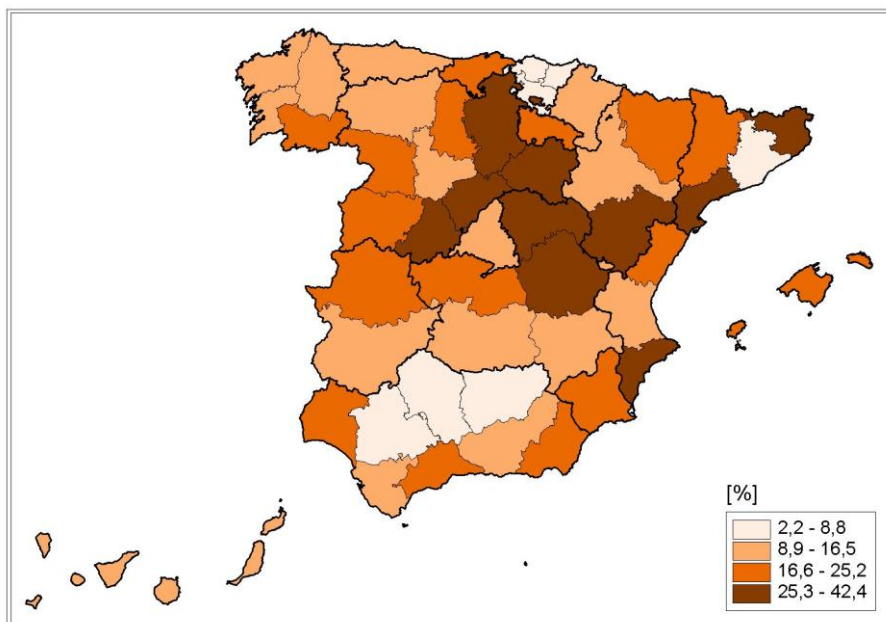 [%]
2,2 - 8,8
8,9 - 16,5
16,6 - 25,2
25,3 - 42,4